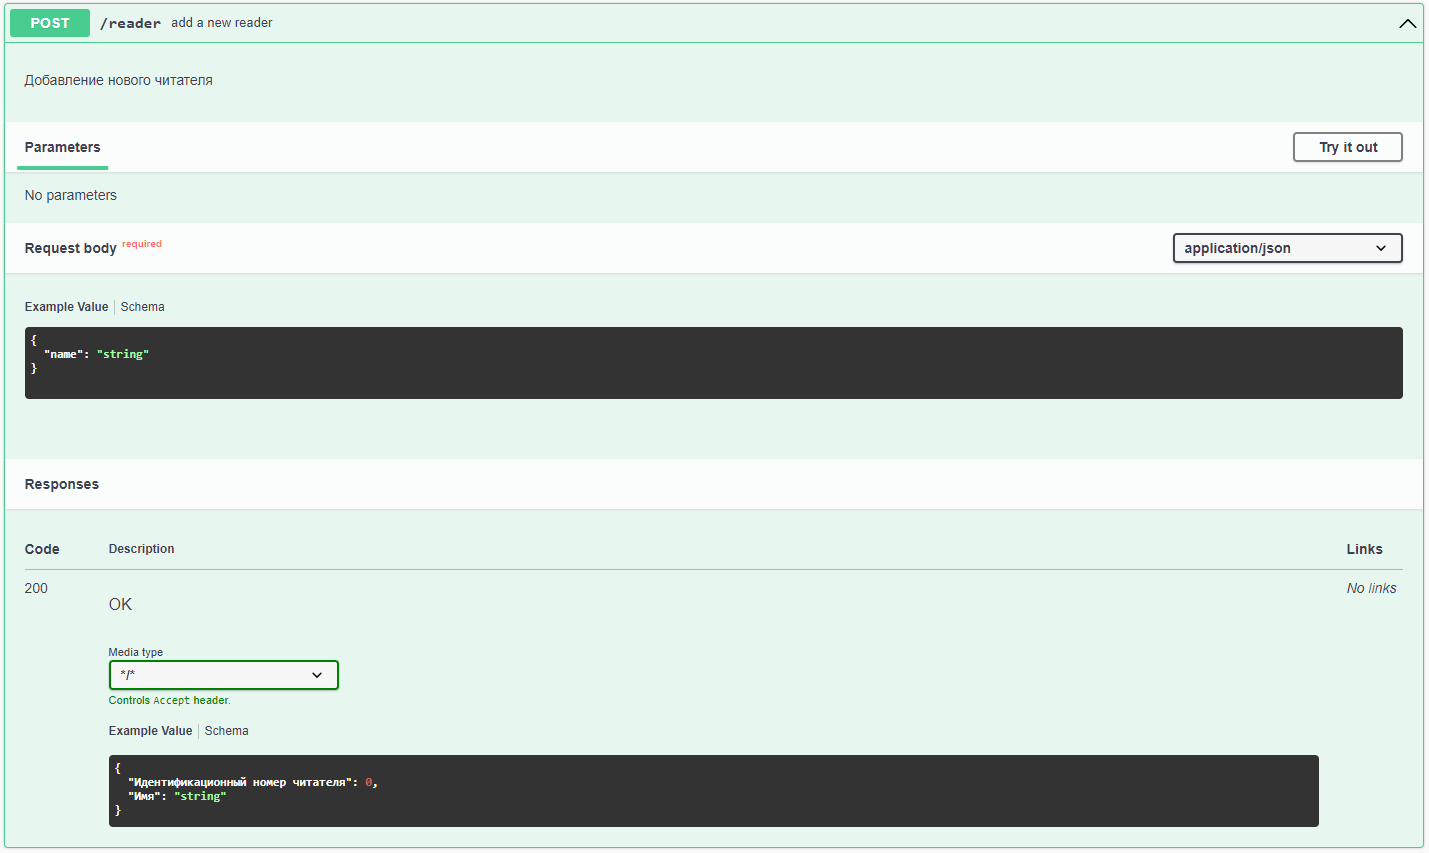 POST /reader add a new reader
Добавление нового читателя
Parameters
Try it out
No parameters
Request body required
application/json
Example Value
Schema
{
  "name": "string"
}
Responses
Code Description Links
200
OK
No links
Media type
*/*
Controls Accept header.
Example Value
Schema
{
  "Идентификационный номер читателя": 0,
  "Имя": "string"
}